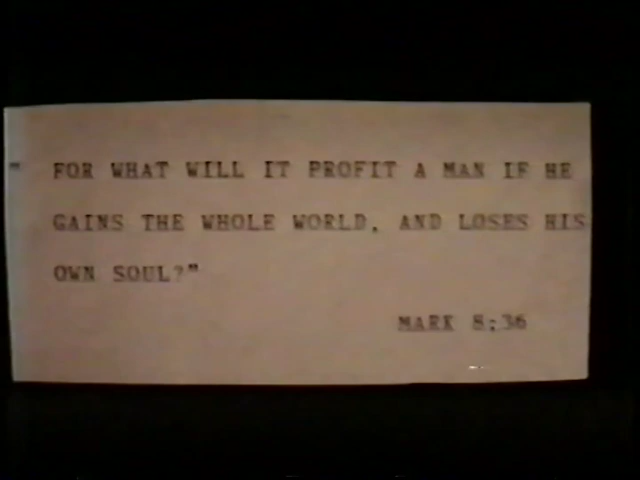 " FOR WHAT WILL IT PROFIT A MAN IF HE
GAINS THE WHOLE WORLD, AND LOSES HIS
OWN SOUL?"
MARK 8:36